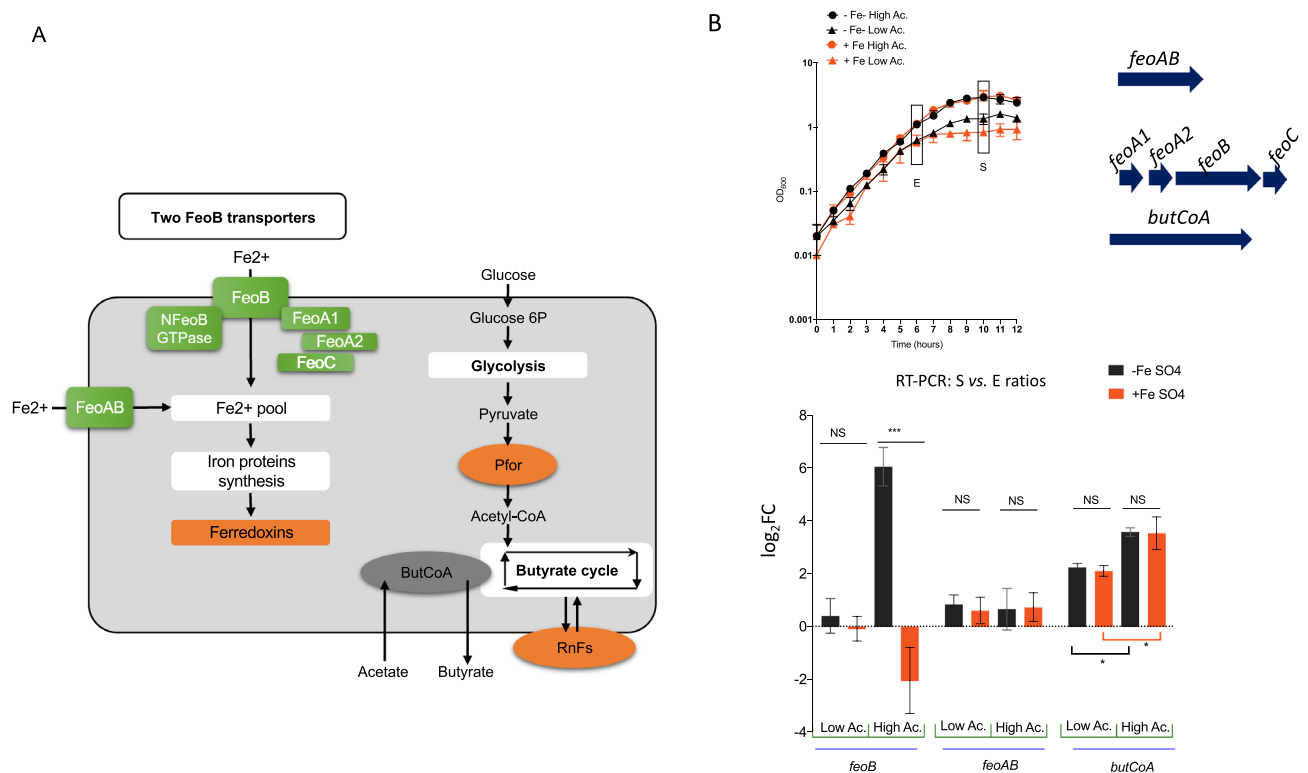 A
Two FeoB transporters
Fe2+
FeoB
NFeoB
GTPase
FeoA1
FeoA2
FeoC
Fe2+
FeoAB
Fe2+ pool
Iron proteins
synthesis
Ferredoxins
Glucose
Glucose 6P
Glycolysis
Pyruvate
Pfor
Acetyl-CoA
ButCoA
Butyrate cycle
RnFs
Acetate
Butyrate
B
- Fe- High Ac.
- Fe- Low Ac.
+ Fe High Ac.
+ Fe Low Ac.
10
1
0.1
0.01
0.001
OD600
E
S
0 1 2 3 4 5 6 7 8 9 10 11 12
Time (hours)
feoAB
feoA1 feoA2 feoB feoC
butCoA
RT-PCR: S vs. E ratios
-Fe SO4
+Fe SO4
log2FC
8
6
4
2
0
-2
-4
NS
***
NS
NS
NS
NS
*
*
Low Ac. High Ac. Low Ac. High Ac. Low Ac. High Ac.
feoB feoAB butCoA